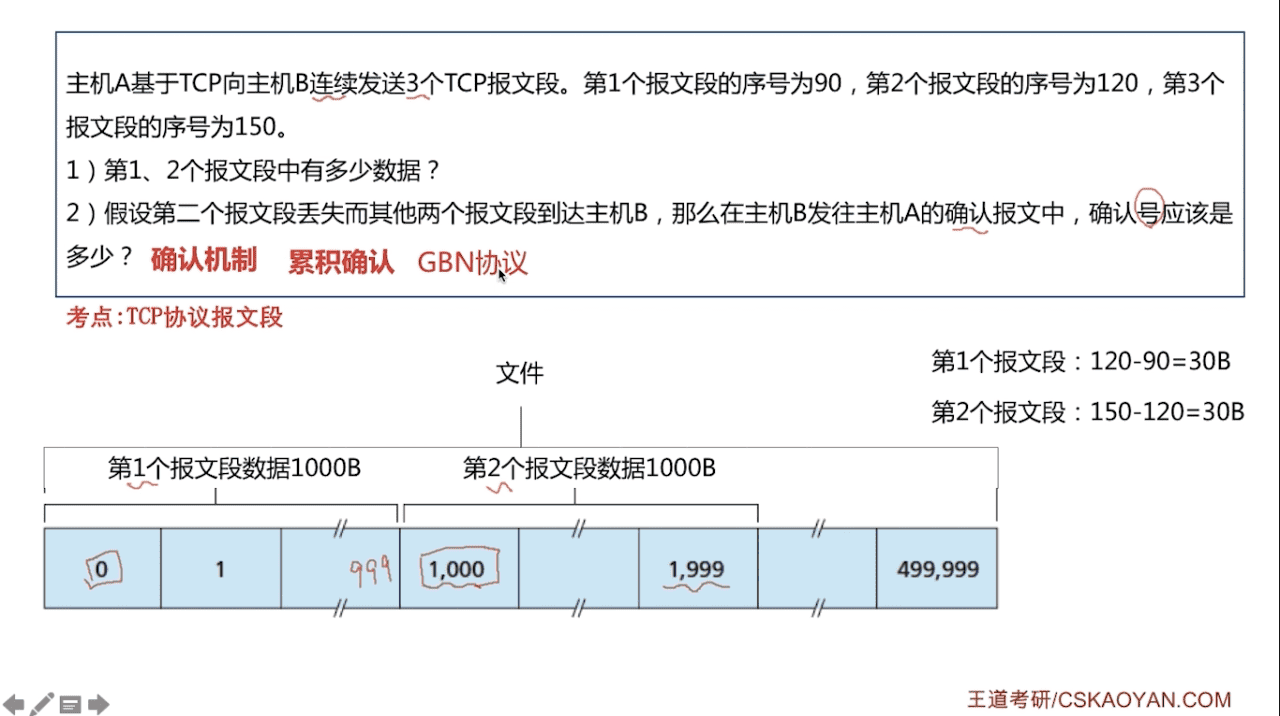 主机A基于TCP向主机B连续发送3个TCP报文段。第1个报文段的序号为90，第2个报文段的序号为120，第3个
报文段的序号为150。
1）第1、2个报文段中有多少数据？
2）假设第二个报文段丢失而其他两个报文段到达主机B，那么在主机B发往主机A的确认报文中，确认号应该是
多少？ 确认机制 累积确认 GBN协议
考点:TCP协议报文段
第1个报文段：120-90=30B
文件
第2个报文段：150-120=30B
第1个报文段数据1000B 第2个报文段数据1000B
0 1 999 1,000 1,999 499,999
王道考研/CSKAOYAN.COM